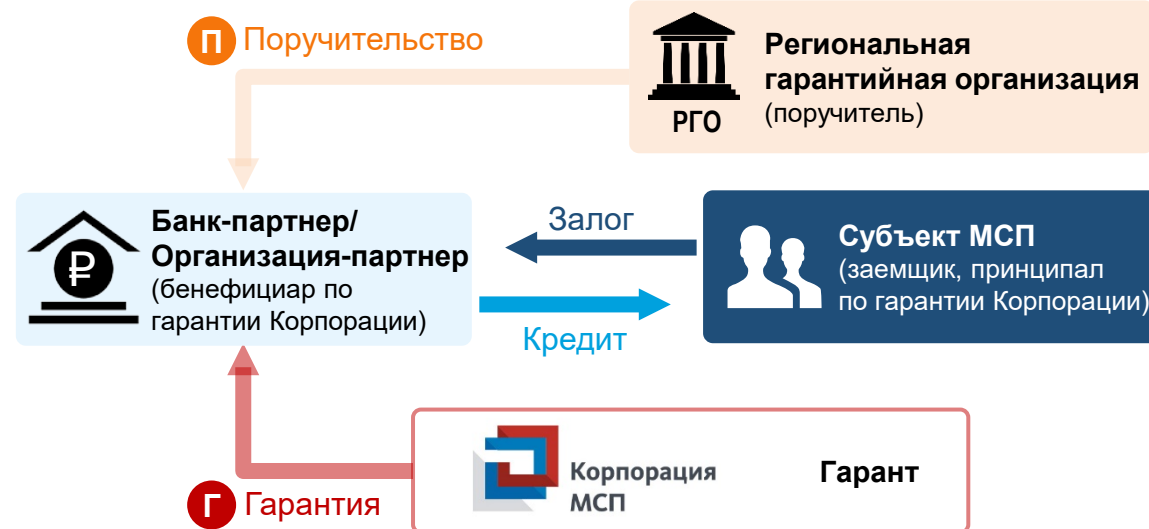 П Поручительство
РГО
Региональная
гарантийная организация
(поручитель)
₽
Банк-партнер/
Организация-партнер
(бенефициар по
гарантии Корпорации)
Залог
Кредит
Субъект МСП
(заемщик, принципал
по гарантии Корпорации)
Г Гарантия
Корпорация
МСП
Гарант